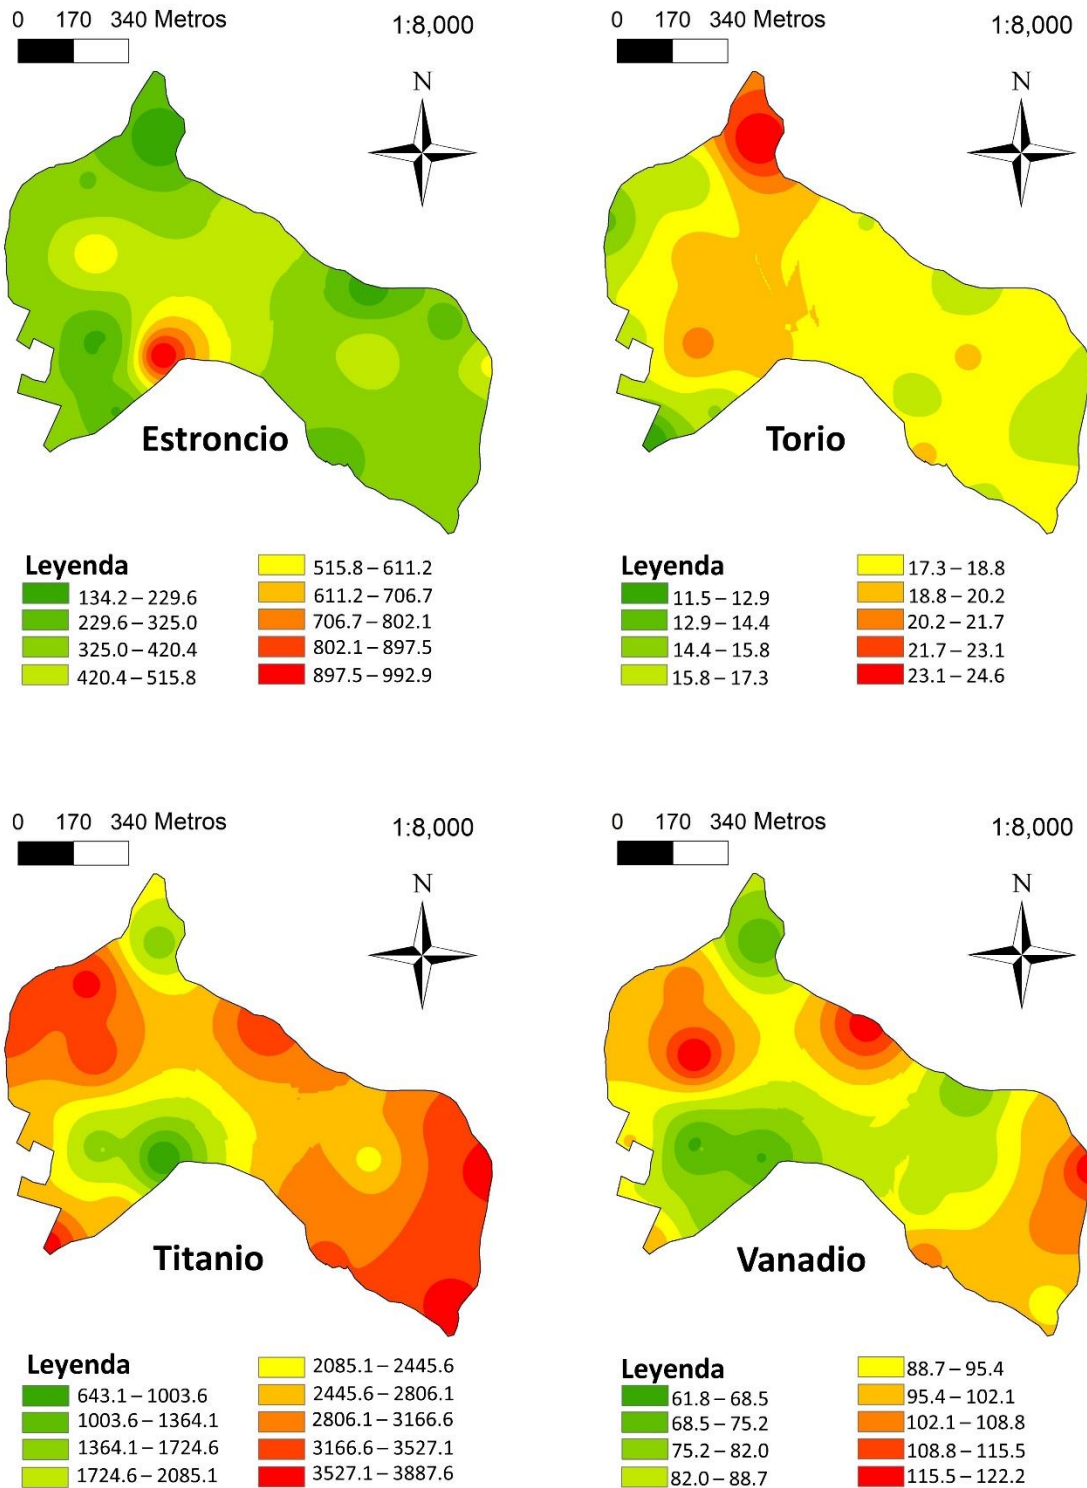 0 170 340 Metros
1:8,000
N
Estroncio
Leyenda
134.2 – 229.6
229.6 – 325.0
325.0 – 420.4
420.4 – 515.8
515.8 – 611.2
611.2 – 706.7
706.7 – 802.1
802.1 – 897.5
897.5 – 992.9
0 170 340 Metros
1:8,000
N
Torio
Leyenda
11.5 – 12.9
12.9 – 14.4
14.4 – 15.8
15.8 – 17.3
17.3 – 18.8
18.8 – 20.2
20.2 – 21.7
21.7 – 23.1
23.1 – 24.6
0 170 340 Metros
1:8,000
N
Titanio
Leyenda
643.1 – 1003.6
1003.6 – 1364.1
1364.1 – 1724.6
1724.6 – 2085.1
2085.1 – 2445.6
2445.6 – 2806.1
2806.1 – 3166.6
3166.6 – 3527.1
3527.1 – 3887.6
0 170 340 Metros
1:8,000
N
Vanadio
Leyenda
61.8 – 68.5
68.5 – 75.2
75.2 – 82.0
82.0 – 88.7
88.7 – 95.4
95.4 – 102.1
102.1 – 108.8
108.8 – 115.5
115.5 – 122.2